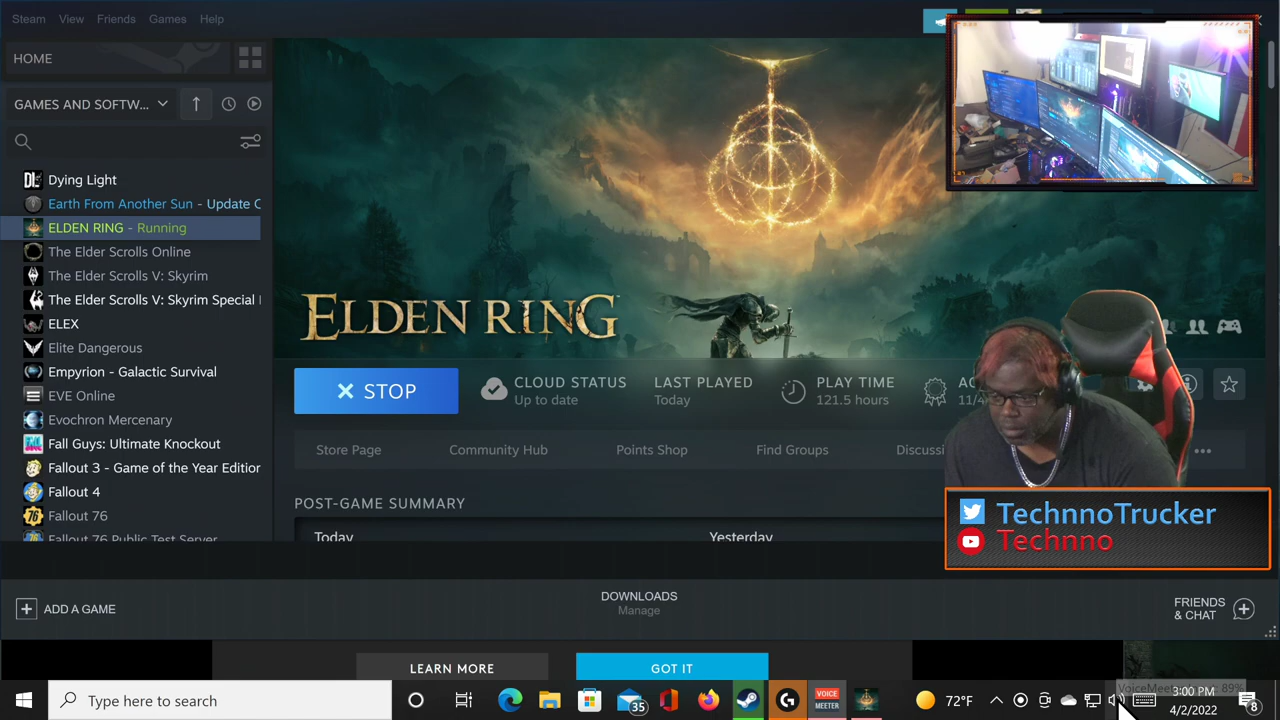 Steam View Friends Games Help
HOME
GAMES AND SOFTW...
DL Dying Light
Earth From Another Sun - Update
ELDEN RING - Running
The Elder Scrolls Online
The Elder Scrolls V: Skyrim
The Elder Scrolls V: Skyrim Special
ELEX
Elite Dangerous
Empyrion - Galactic Survival
EVE Online
Evochron Mercenary
Fall Guys: Ultimate Knockout
Fallout 3 - Game of the Year Edition
Fallout 4
76 Fallout 76
Fallout 76 Public Test Server
ELDEN RING
STOP
CLOUD STATUS
Up to date
LAST PLAYED
Today
PLAY TIME
121.5 hours
Store Page Community Hub Points Shop Find Groups Discussi
POST-GAME SUMMARY
Today Yesterday
TechnnoTrucker
Technno
ADD A GAME
DOWNLOADS
Manage
FRIENDS
& CHAT
LEARN MORE GOT IT
Type here to search
35
VOICE
MEETER
72°F
3:00 PM
4/2/2022
8